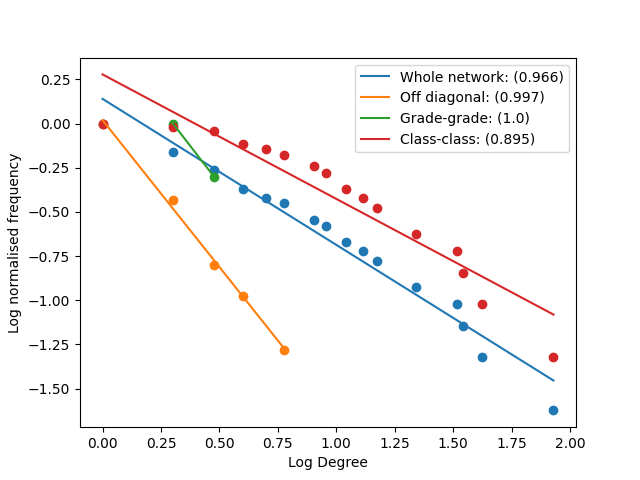 Whole network: (0.966)
Off diagonal: (0.997)
Grade-grade: (1.0)
Class-class: (0.895)
Log normalised frequency
0.25
0.00
−0.25
−0.50
−0.75
−1.00
−1.25
−1.50
0.00 0.25 0.50 0.75 1.00 1.25 1.50 1.75 2.00
Log Degree